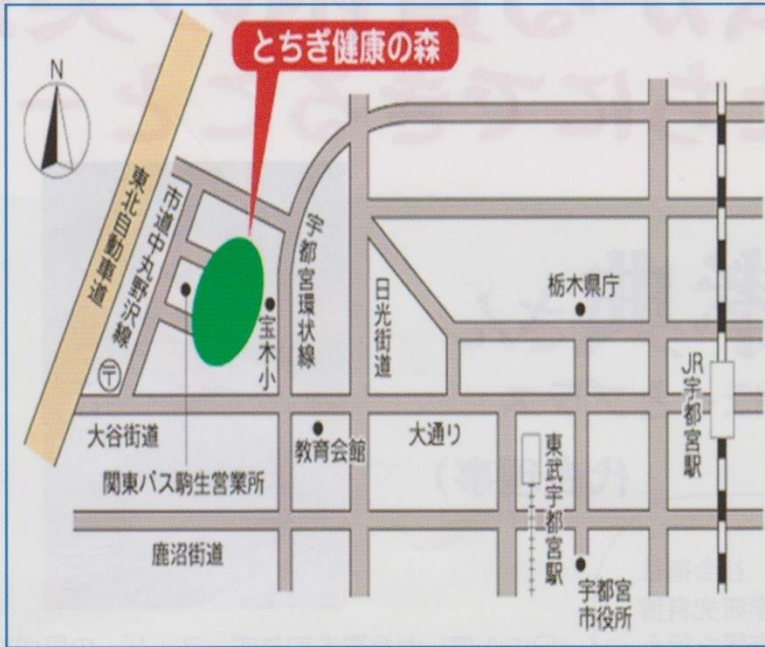 とちぎ健康の森
N
東北自動車道
市道中丸野沢線
宇都宮環状線
宝木小
日光街道
栃木県庁
JR宇都宮駅
〒
大谷街道
教育会館
大通り
東武宇都宮駅
関東バス駒生営業所
鹿沼街道
宇都宮
市役所